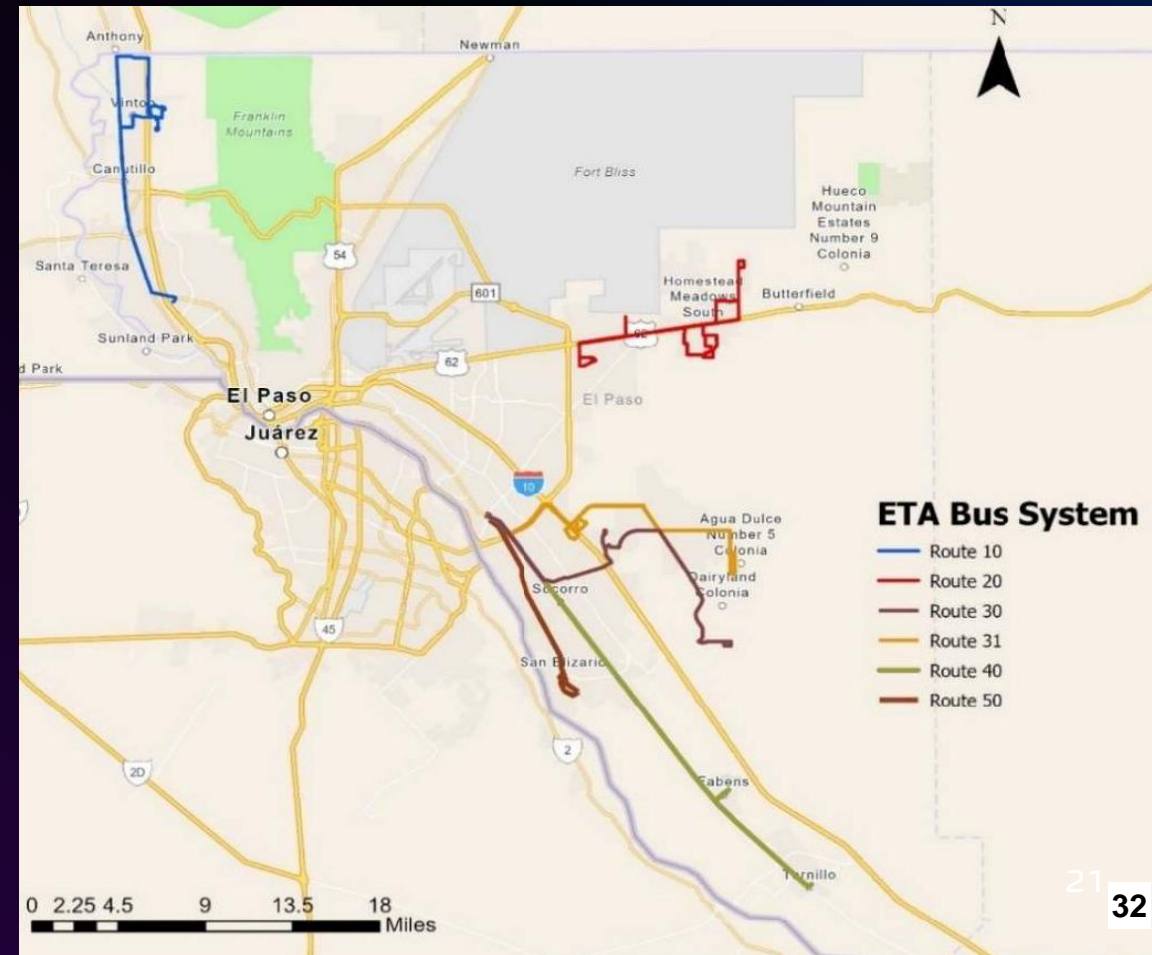 N
Anthony
Newman
Vinton
Franklin
Mountains
Canutillo
Fort Bliss
Hueco
Mountain
Estates
Number 9
Colonia
54
Santa Teresa
601
Homestead
Meadows
South
Butterfield
62
Sunland Park
62
d Park
El Paso
El Paso
Juárez
10
Agua Dulce
Number 5
Colonia
Dairyland
Colonia
Socorro
45
San Elizario
2
2D
Fabens
Tornillo
ETA Bus System
Route 10
Route 20
Route 30
Route 31
Route 40
Route 50
0 2.25 4.5 9 13.5 18
Miles
21
32